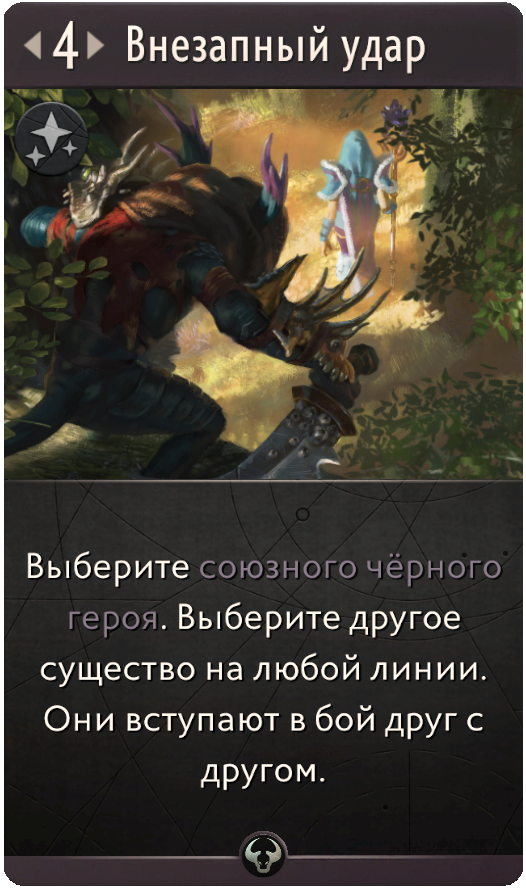 4 Внезапный удар
Выберите союзного чёрного
героя. Выберите другое
существо на любой линии.
Они вступают в бой друг с
другом.